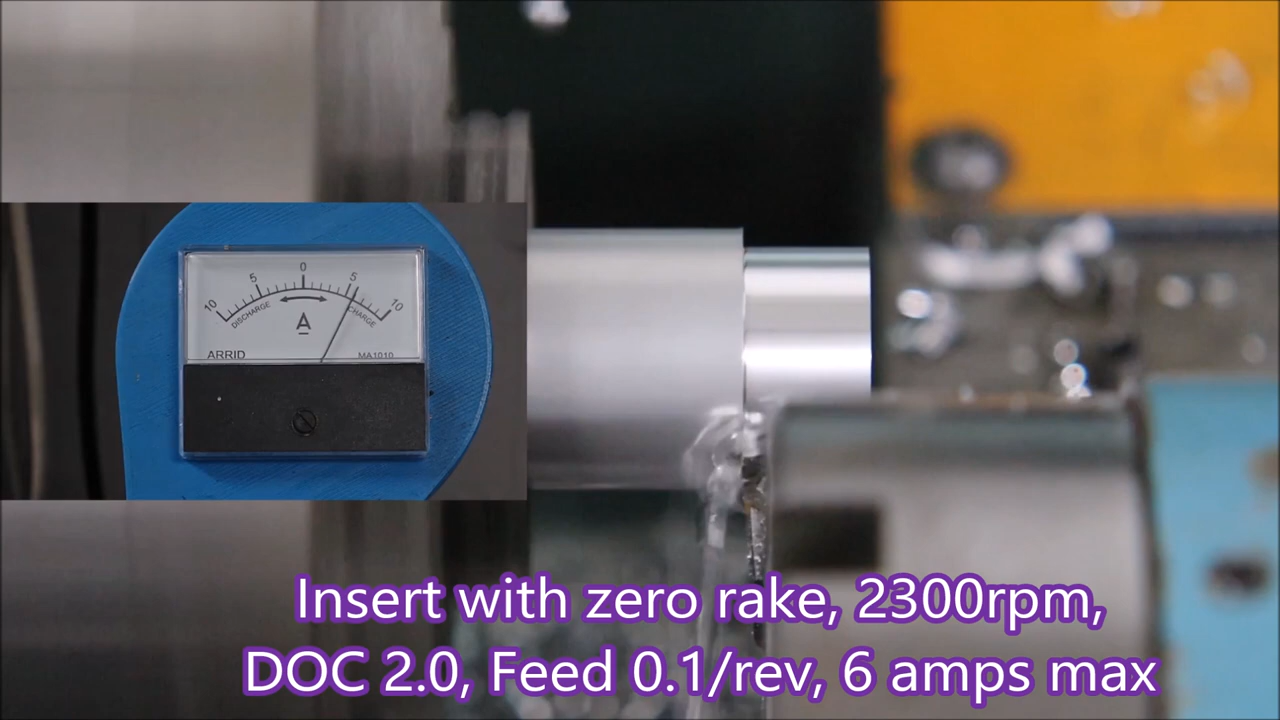 0
5 5
10 10
DISCHARGE CHARGE
A
ARRID MA1010
Insert with zero rake, 2300rpm,
DOC 2.0, Feed 0.1/rev, 6 amps max